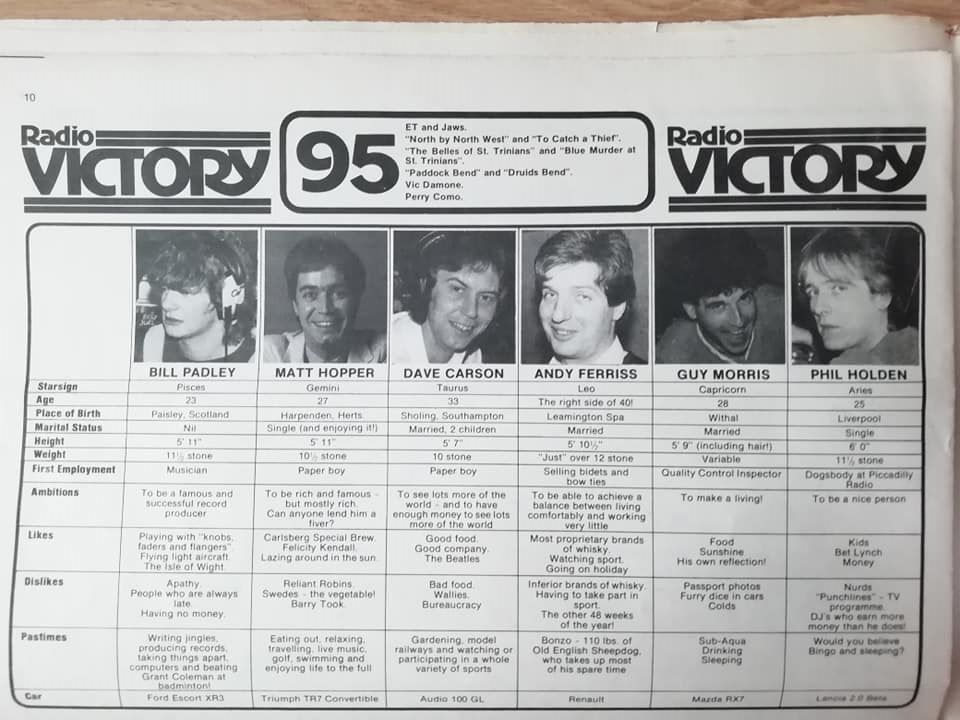 10
Radio
VICTORY
95
ET and Jaws.
"North by North West" and "To Catch a Thief".
"The Belles of St. Trinians" and "Blue Murder at
St. Trinians".
"Paddock Bend" and "Druids Bend".
Vic Damone.
Perry Como.
Radio
VICTORY
BILL PADLEY MATT HOPPER DAVE CARSON ANDY FERRISS GUY MORRIS PHIL HOLDEN
Starsign Pisces Gemini Taurus Leo Capricorn Aries
Age 23 27 33 The right side of 40! 28 25
Place of Birth Paisley, Scotland Harpenden, Herts. Sholing, Southampton Leamington Spa Withal Liverpool
Marital Status Nil Single (and enjoying it!) Married, 2 children Married Married Single
Height 5' 11" 5' 11" 5' 7" 5' 10½" 5' 9" (including hair!) 6' 0"
Weight 11½ stone 10½ stone 10 stone "Just" over 12 stone Variable 11½ stone
First Employment Musician Paper boy Paper boy Selling bidets and
bow ties
Quality Control Inspector
Dogsbody at Piccadilly
Radio
Ambitions
To be a famous and
successful record
producer
To be rich and famous -
but mostly rich.
Can anyone lend him a
fiver?
To see lots more of the
world - and to have
enough money to see lots
more of the world
To be able to achieve a
balance between living
comfortably and working
very little
To make a living!
To be a nice person
Likes
Playing with "knobs,
faders and flangers".
Flying light aircraft.
The Isle of Wight.
Carlsberg Special Brew.
Felicity Kendall.
Lazing around in the sun.
Good food.
Good company.
The Beatles
Most proprietary brands
of whisky.
Watching sport.
Going on holiday
Food
Sunshine
His own reflection!
Kids
Bet Lynch
Money
Dislikes
Apathy.
People who are always
late.
Having no money.
Reliant Robins.
Swedes - the vegetable!
Barry Took.
Bad food.
Wallies.
Bureaucracy
Inferior brands of whisky.
Having to take part in
sport.
The other 48 weeks
of the year!
Passport photos
Furry dice in cars
Colds
Nurds
"Punchlines" - TV
programme.
DJ's who earn more
money than he does!
Pastimes
Writing jingles,
producing records,
taking things apart,
computers and beating
Grant Coleman at
badminton!
Eating out, relaxing,
travelling, live music,
golf, swimming and
enjoying life to the full
Gardening, model
railways and watching or
participating in a whole
variety of sports
Bonzo - 110 lbs. of
Old English Sheepdog,
who takes up most
of his spare time
Sub-Aqua
Drinking
Sleeping
Would you believe
Bingo and sleeping?
Car Ford Escort XR3 Triumph TR7 Convertible Audio 100 GL Renault Mazda RX7 Lancia 2.0 Beta